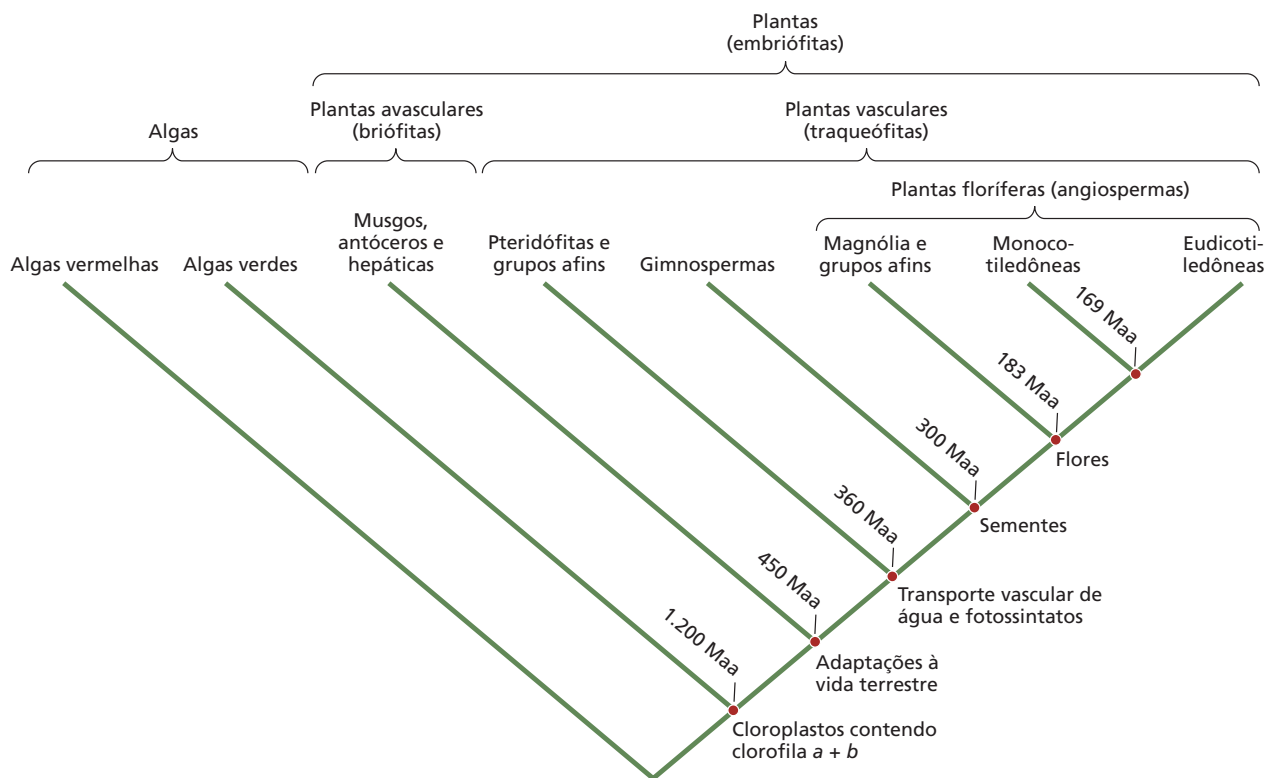 Plantas
(embriófitas)
Plantas avasculares
(briófitas)
Plantas vasculares
(traqueófitas)
Algas
Plantas floríferas (angiospermas)
Algas vermelhas
Algas verdes
Musgos,
antóceros e
hepáticas
Pteridófitas e
grupos afins
Gimnospermas
Magnólia e
grupos afins
Monoco-
tiledôneas
Eudicoti-
ledôneas
169 Maa
183 Maa
Flores
300 Maa
Sementes
360 Maa
Transporte vascular de
água e fotossintatos
450 Maa
Adaptações à
vida terrestre
1.200 Maa
Cloroplastos contendo
clorofila a + b